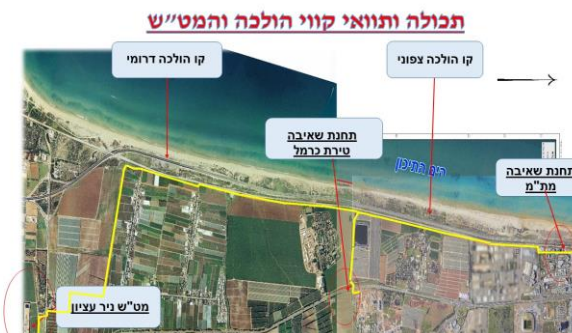 תכולה ותוואי קווי הולכה והמט״ש
קו הולכה דרומי
קו הולכה צפוני
תחנת שאיבה
טירת כרמל
הים התיכון
תחנת שאיבה
מת"מ
מט"ש ניר עציון